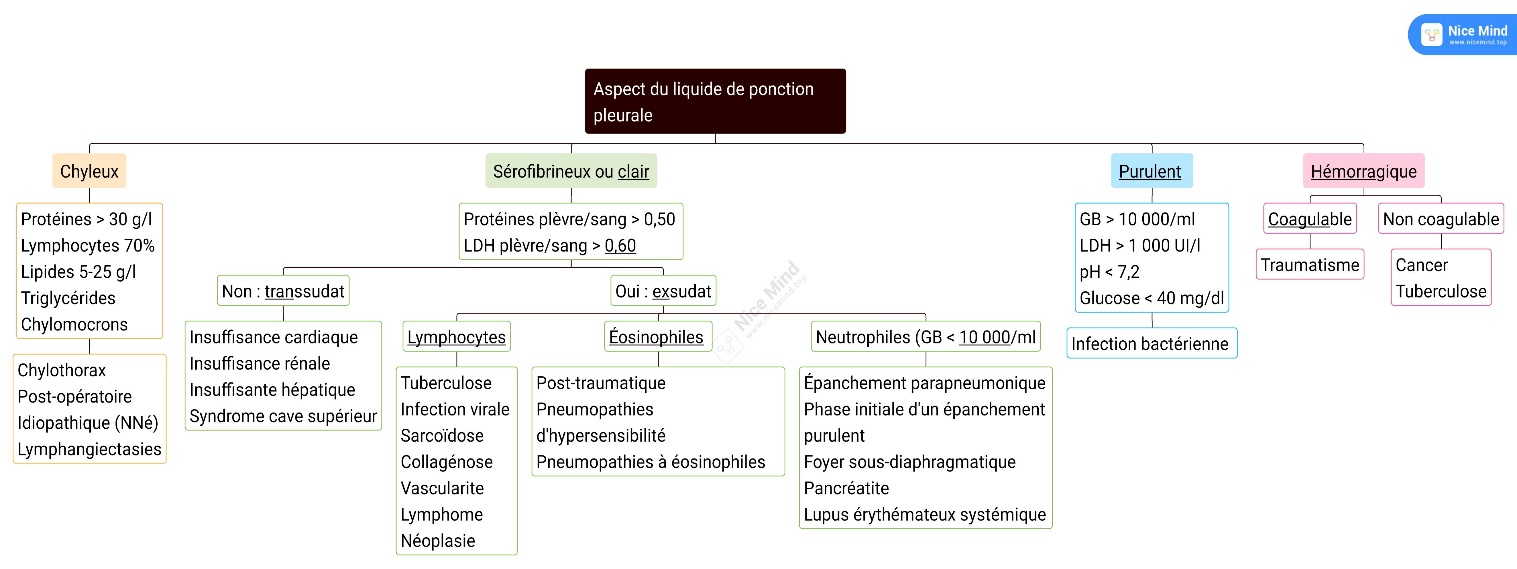 Nice Mind
www.nicemind.top
Aspect du liquide de ponction
pleurale
Chyleux
Protéines > 30 g/l
Lymphocytes 70%
Lipides 5-25 g/l
Triglycérides
Chylomocrons
Chylothorax
Post-opératoire
Idiopathique (NNé)
Lymphangiectasies
Sérofibrineux ou clair
Protéines plèvre/sang > 0,50
LDH plèvre/sang > 0,60
Non : transsudat
Insuffisance cardiaque
Insuffisance rénale
Insuffisante hépatique
Syndrome cave supérieur
Oui : exsudat
Lymphocytes
Tuberculose
Infection virale
Sarcoïdose
Collagénose
Vascularite
Lymphome
Néoplasie
Éosinophiles
Post-traumatique
Pneumopathies
d'hypersensibilité
Pneumopathies à éosinophiles
Neutrophiles (GB < 10 000/ml
Épanchement parapneumonique
Phase initiale d'un épanchement
purulent
Foyer sous-diaphragmatique
Pancréatite
Lupus érythémateux systémique
Purulent
GB > 10 000/ml
LDH > 1 000 UI/l
pH < 7,2
Glucose < 40 mg/dl
Infection bactérienne
Hémorragique
Coagulable
Traumatisme
Non coagulable
Cancer
Tuberculose
Nice Mind
www.nicemind.top